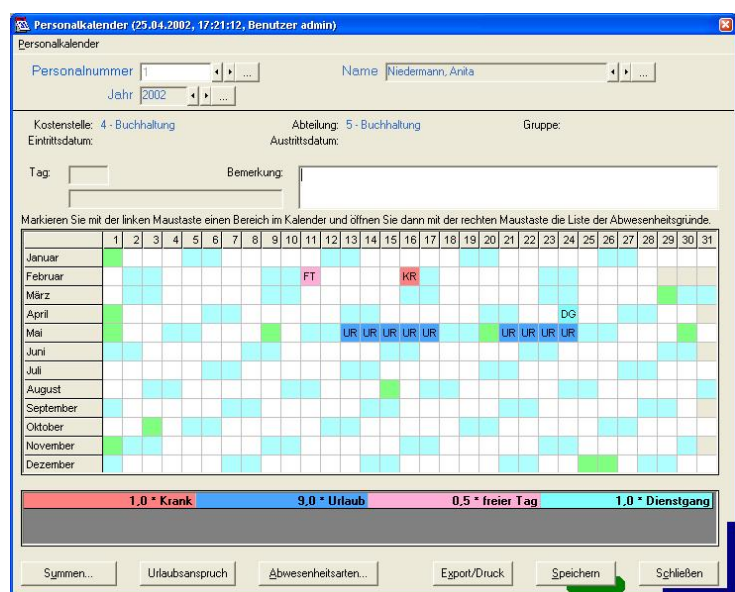 Personalkalender (25.04.2002, 17:21:12, Benutzer admin)
Personalkalender
Personalnummer 1 ... Name Niedermann, Anita ...
Jahr 2002 ...
Kostenstelle: 4 - Buchhaltung Abteilung: 5 - Buchhaltung Gruppe:
Eintrittsdatum: Austrittsdatum:
Tag: Bemerkung:
Markieren Sie mit der linken Maustaste einen Bereich im Kalender und öffnen Sie dann mit der rechten Maustaste die Liste der Abwesenheitsgründe.
1 2 3 4 5 6 7 8 9 10 11 12 13 14 15 16 17 18 19 20 21 22 23 24 25 26 27 28 29 30 31
Januar
Februar FT KR
März
April DG
Mai UR UR UR UR UR UR UR UR UR
Juni
Juli
August
September
Oktober
November
Dezember
1,0 * Krank 9,0 * Urlaub 0,5 * freier Tag 1,0 * Dienstgang
Summen... Urlaubsanspruch Abwesenheitsarten... Export/Druck Speichern Schließen